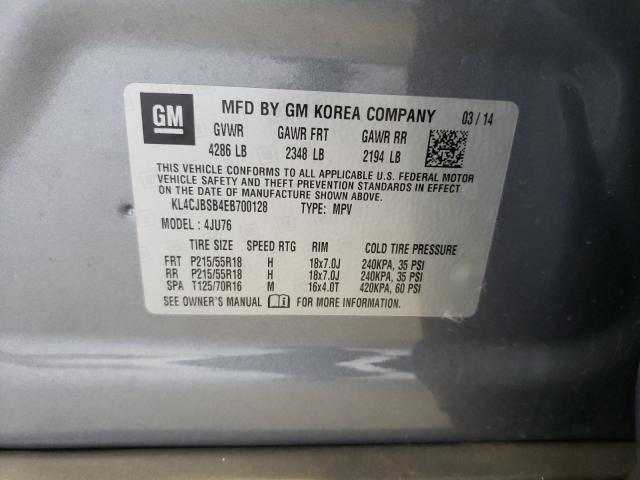 GM
MFD BY GM KOREA COMPANY 03 / 14
GVWR GAWR FRT GAWR RR
4286 LB 2348 LB 2194 LB
THIS VEHICLE CONFORMS TO ALL APPLICABLE U.S. FEDERAL MOTOR
VEHICLE SAFETY AND THEFT PREVENTION STANDARDS IN EFFECT
ON THE DATE OF MANUFACTURE SHOWN ABOVE.
KL4CJBSB4EB700128 TYPE: MPV
MODEL : 4JU76
TIRE SIZE SPEED RTG RIM COLD TIRE PRESSURE
FRT P215/55R18 H 18x7.0J 240KPA, 35 PSI
RR P215/55R18 H 18x7.0J 240KPA, 35 PSI
SPA T125/70R16 M 16x4.0T 420KPA, 60 PSI
SEE OWNER'S MANUAL FOR MORE INFORMATION.